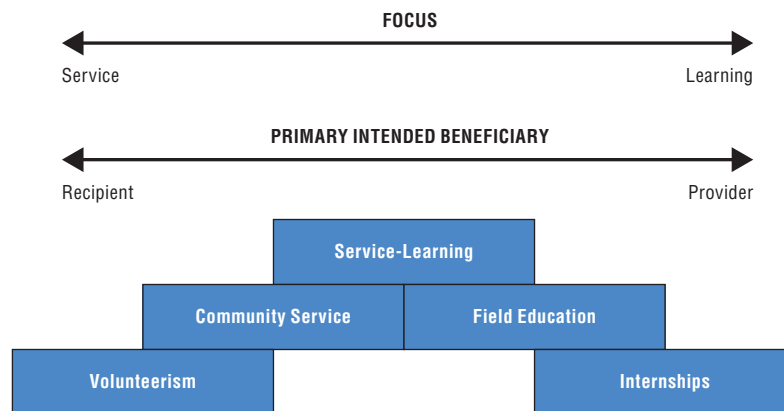 FOCUS
Service Learning
PRIMARY INTENDED BENEFICIARY
Recipient Provider
Service-Learning
Community Service Field Education
Volunteerism Internships